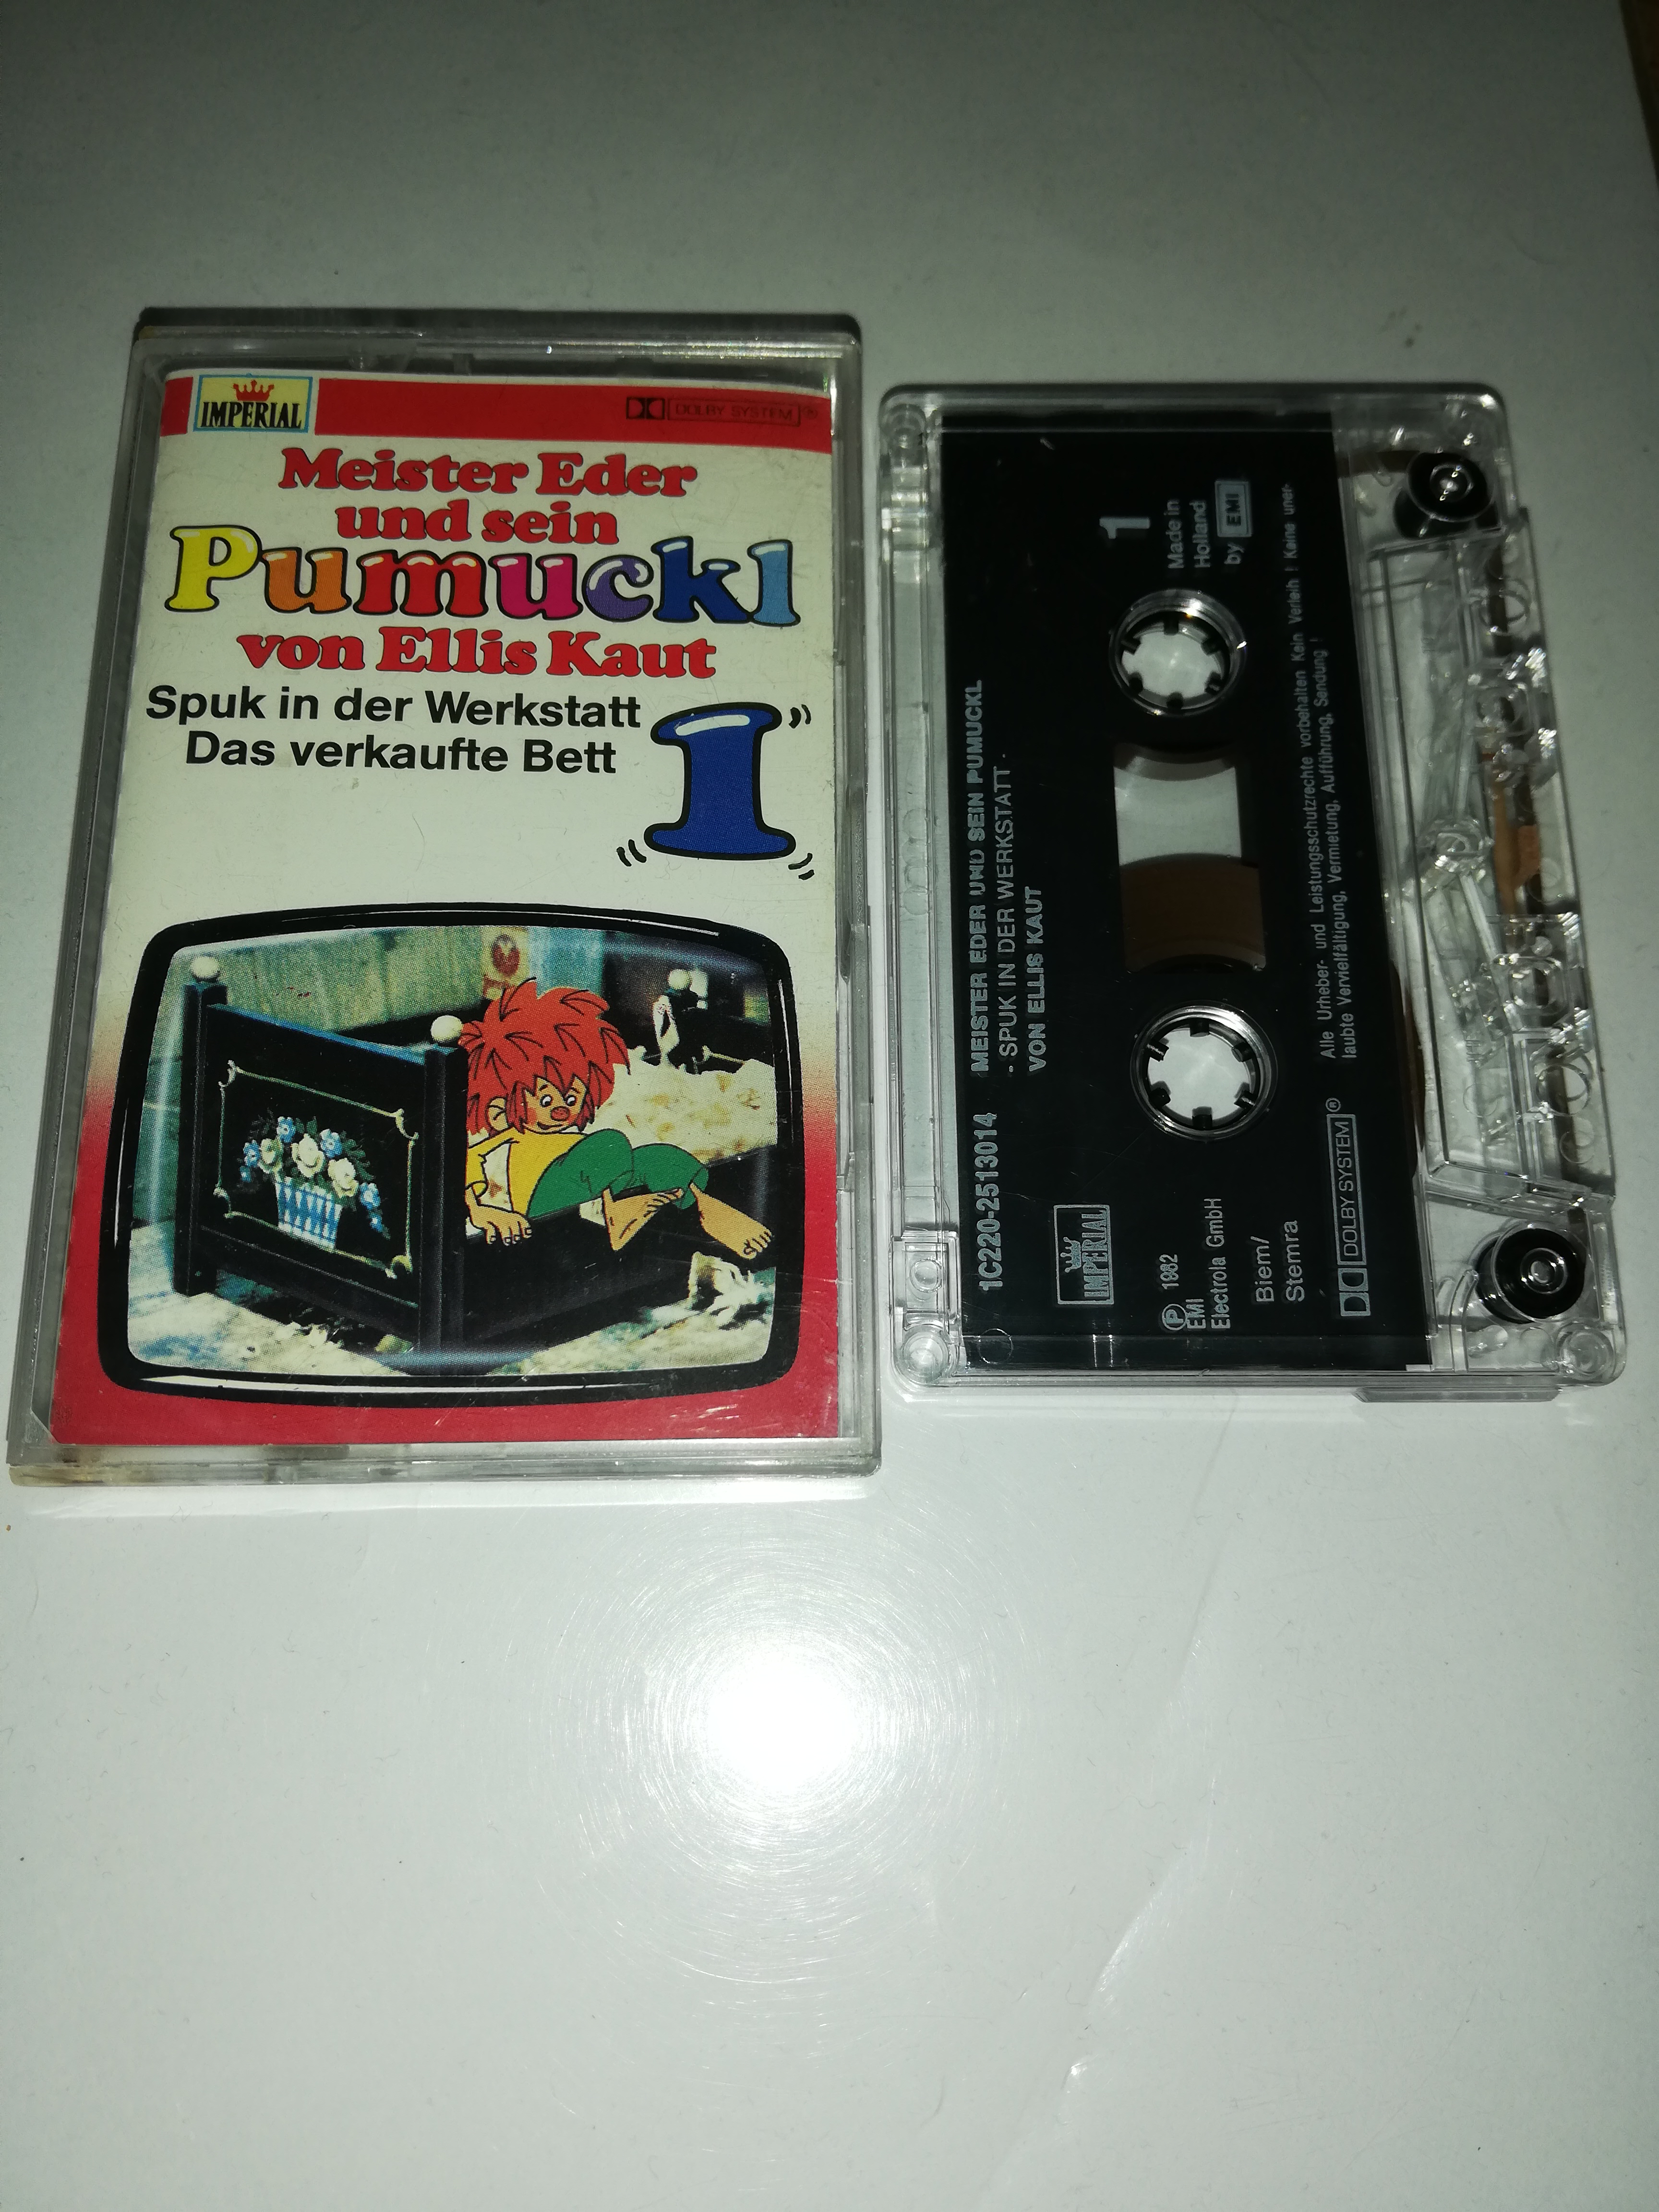 IMPERIAL
DOLBY SYSTEM®
Meister Eder
und sein
Pumuckl
von Ellis Kaut
Spuk in der Werkstatt
Das verkaufte Bett
1
1C220-2513014
MEISTER EDER UND SEIN PUMUCKL
- SPUK IN DER WERKSTATT -
VON ELLIS KAUT
IMPERIAL
1
Ⓟ 1982
EMI
Electrola GmbH
Made in
Holland
by EMI
Biem/
Stemra
Alle Urheber- und Leistungsschutzrechte vorbehalten Kein Verleih ! Keine uner-
laubte Vervielfältigung, Vermietung, Aufführung, Sendung !
DOLBY SYSTEM®